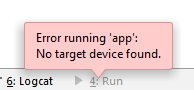 Error running 'app':
No target device found.
6: Logcat 4: Run